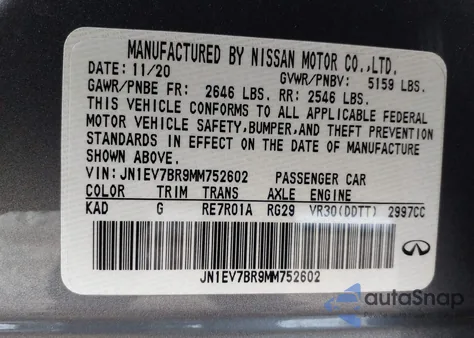 MANUFACTURED BY NISSAN MOTOR CO.,LTD.
DATE: 11/20 GVWR/PNBV: 5159 LBS.
GAWR/PNBE FR: 2646 LBS. RR: 2546 LBS.
THIS VEHICLE CONFORMS TO ALL APPLICABLE FEDERAL
MOTOR VEHICLE SAFETY,BUMPER,AND THEFT PREVENTION
STANDARDS IN EFFECT ON THE DATE OF MANUFACTURE
SHOWN ABOVE.
VIN: JN1EV7BR9MM752602 PASSENGER CAR
COLOR TRIM TRANS AXLE ENGINE
KAD G RE7R01A RG29 VR30(DDTT) 2997CC
JN1EV7BR9MM752602
autaSnap